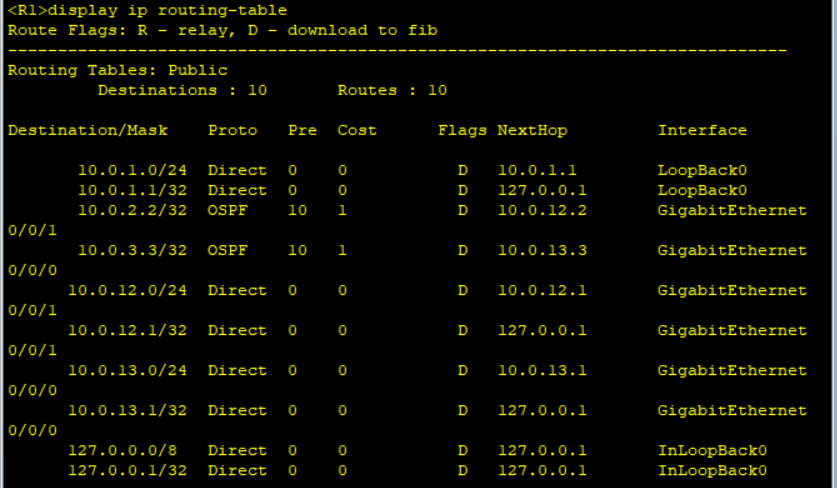 <R1>display ip routing-table
Route Flags: R - relay, D - download to fib
------------------------------------------------------------------------------
Routing Tables: Public
         Destinations : 10       Routes : 10

Destination/Mask    Proto   Pre  Cost      Flags NextHop         Interface

       10.0.1.0/24  Direct  0    0           D   10.0.1.1        LoopBack0
       10.0.1.1/32  Direct  0    0           D   127.0.0.1       LoopBack0
       10.0.2.2/32  OSPF    10   1           D   10.0.12.2       GigabitEthernet
0/0/1
       10.0.3.3/32  OSPF    10   1           D   10.0.13.3       GigabitEthernet
0/0/0
      10.0.12.0/24  Direct  0    0           D   10.0.12.1       GigabitEthernet
0/0/1
      10.0.12.1/32  Direct  0    0           D   127.0.0.1       GigabitEthernet
0/0/1
      10.0.13.0/24  Direct  0    0           D   10.0.13.1       GigabitEthernet
0/0/0
      10.0.13.1/32  Direct  0    0           D   127.0.0.1       GigabitEthernet
0/0/0
      127.0.0.0/8   Direct  0    0           D   127.0.0.1       InLoopBack0
      127.0.0.1/32  Direct  0    0           D   127.0.0.1       InLoopBack0